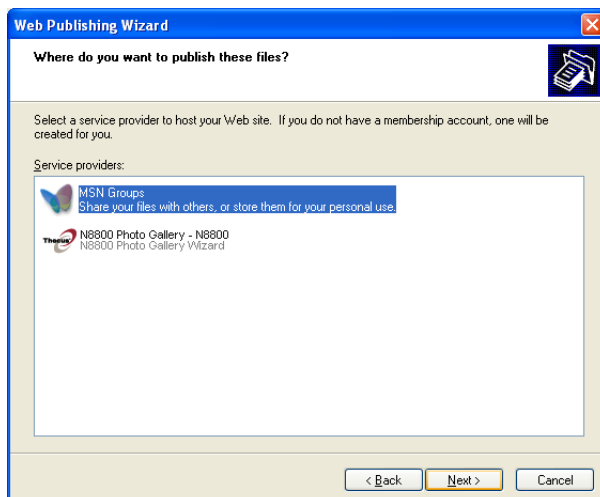 Web Publishing Wizard
Where do you want to publish these files?
Select a service provider to host your Web site. If you do not have a membership account, one will be
created for you.
Service providers:
MSN Groups
Share your files with others, or store them for your personal use.
Thecus
N8800 Photo Gallery - N8800
N8800 Photo Gallery Wizard
< Back
Next >
Cancel